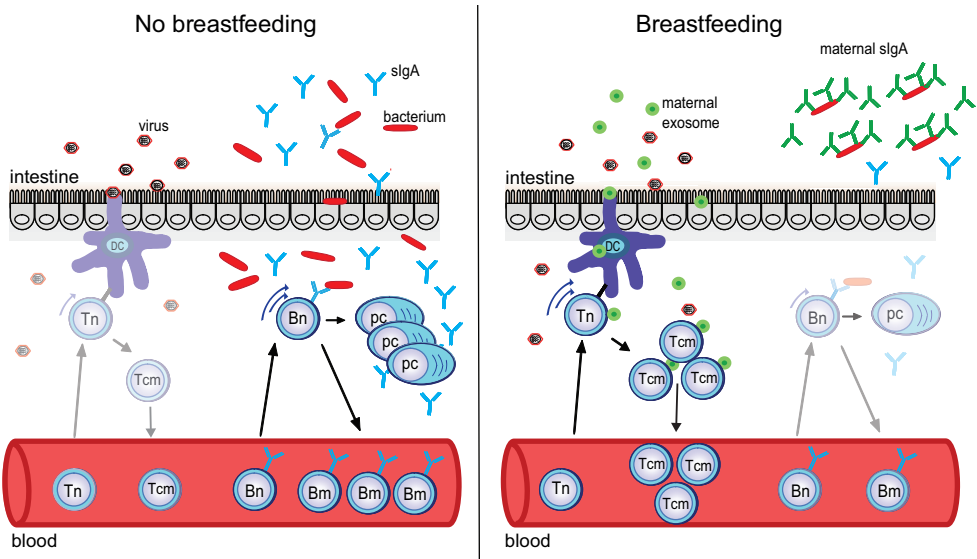 No breastfeeding
sIgA
virus
bacterium
intestine
DC
Tn
Bn
pc
pc
pc
Tcm
Tn
Tcm
Bn
Bm
Bm
Bm
blood
Breastfeeding
maternal sIgA
maternal
exosome
intestine
DC
Tn
Bn
pc
Tcm
Tcm
Tcm
Tn
Tcm
Tcm
Tcm
Bn
Bm
blood